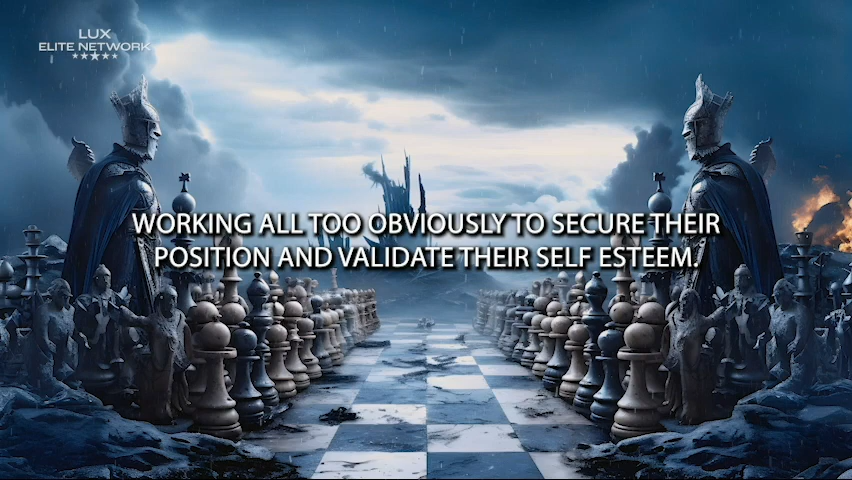 LUX
ELITE NETWORK
WORKING ALL TOO OBVIOUSLY TO SECURE THEIR
POSITION AND VALIDATE THEIR SELF ESTEEM.